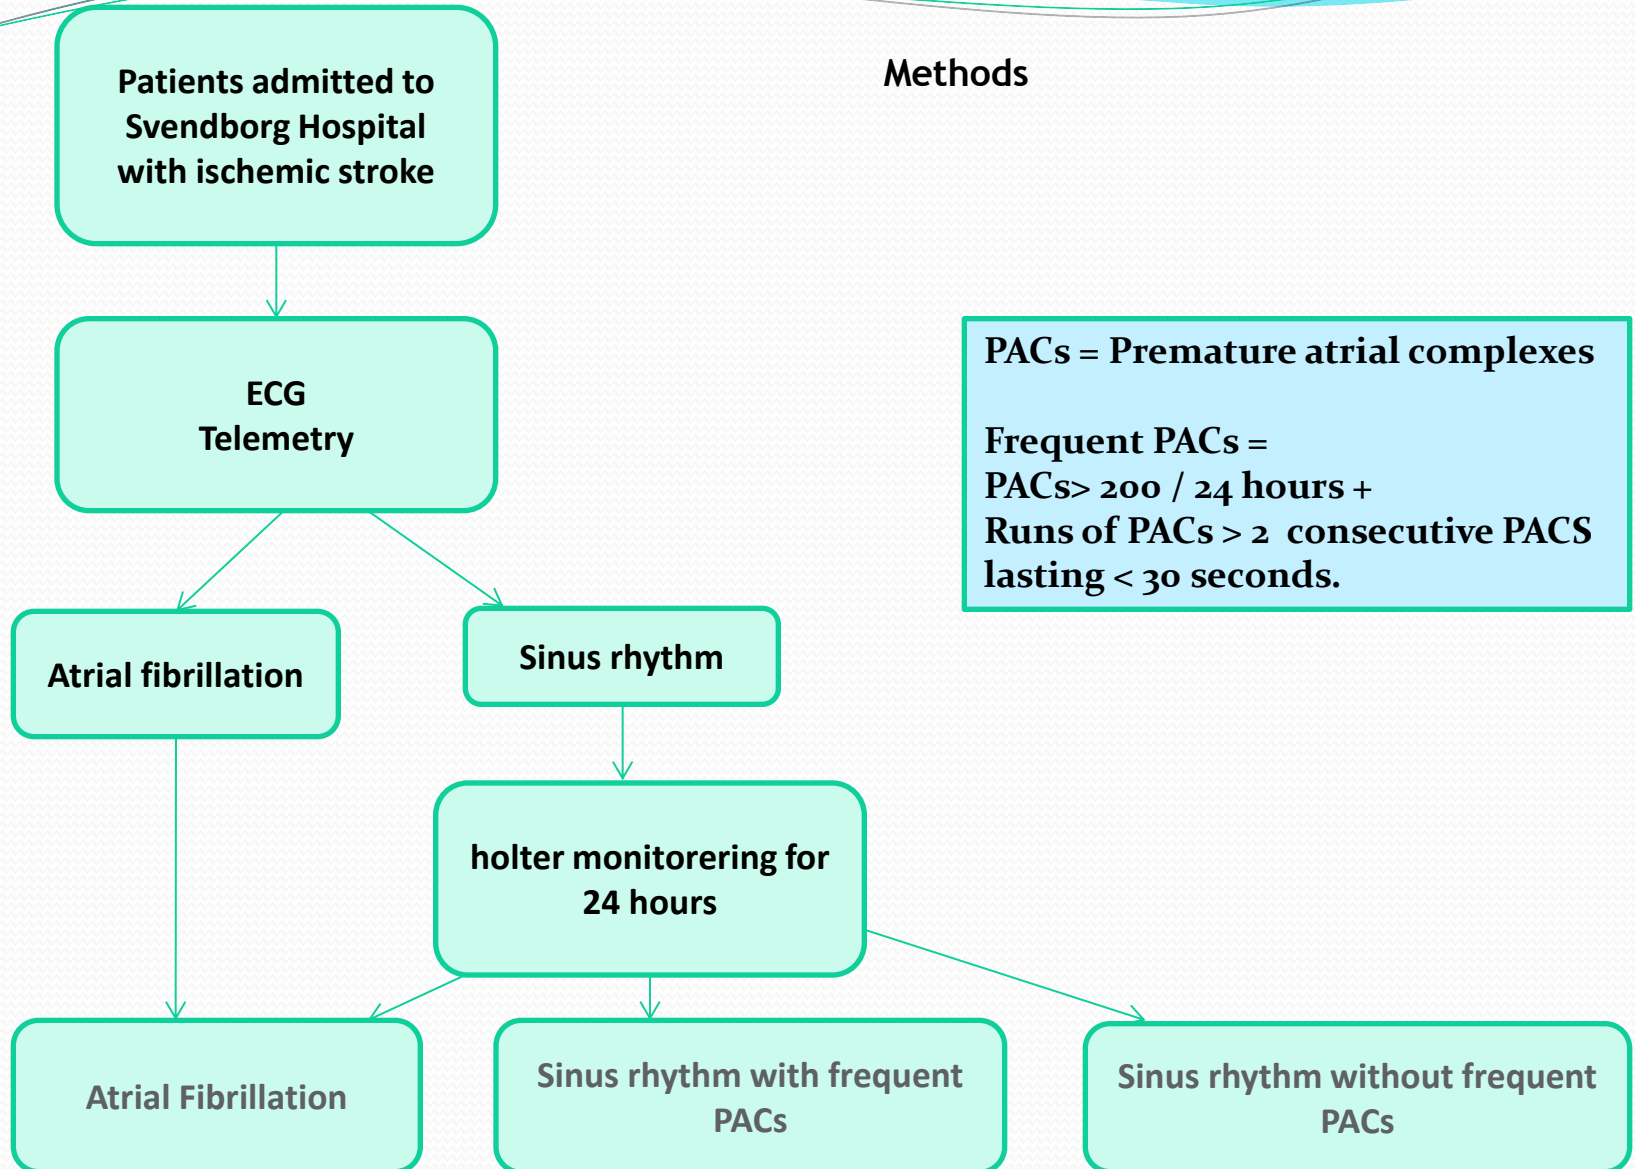 Methods
Patients admitted to
Svendborg Hospital
with ischemic stroke
ECG
Telemetry
PACs = Premature atrial complexes
Frequent PACs =
PACs> 200 / 24 hours +
Runs of PACs > 2 consecutive PACS
lasting < 30 seconds.
Atrial fibrillation
Sinus rhythm
holter monitorering for
24 hours
Atrial Fibrillation
Sinus rhythm with frequent
PACs
Sinus rhythm without frequent
PACs